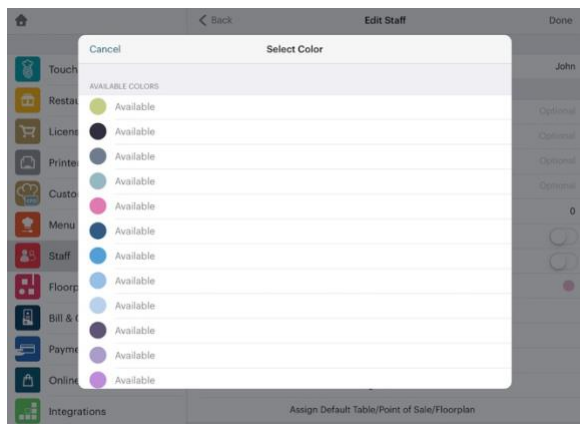 Back
Edit Staff
Done
Cancel
Select Color
Touch
John
AVAILABLE COLORS
Restau
Available
Optional
Available
Licens
Optional
Available
Printe
Optional
Available
Custo
Optional
Available
Menu
0
Available
Staff
Available
Floorp
Available
Bill &
Available
Available
Payme
Available
Online
Available
Integrations
Assign Default Table/Point of Sale/Floorplan